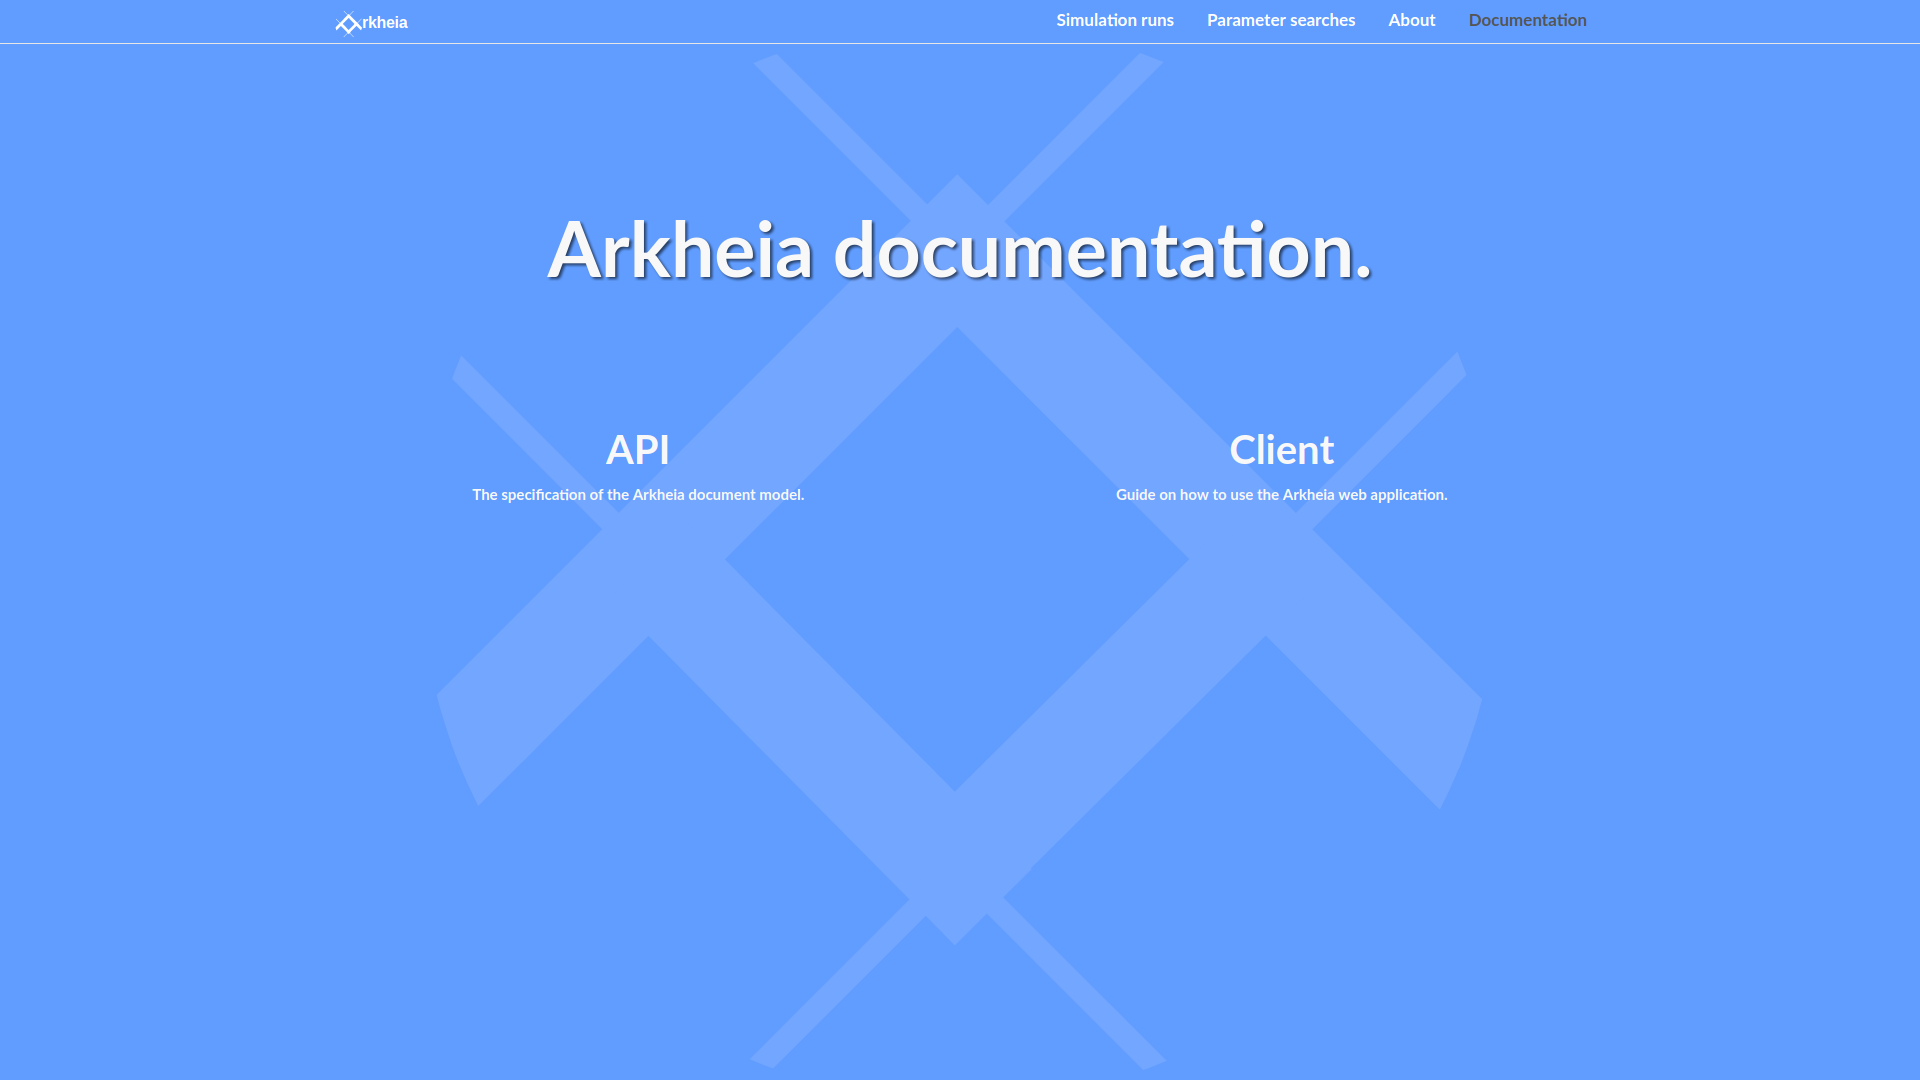 rkheia
Simulation runs
Parameter searches
About
Documentation
Arkheia documentation.
API
The specification of the Arkheia document model.
Client
Guide on how to use the Arkheia web application.